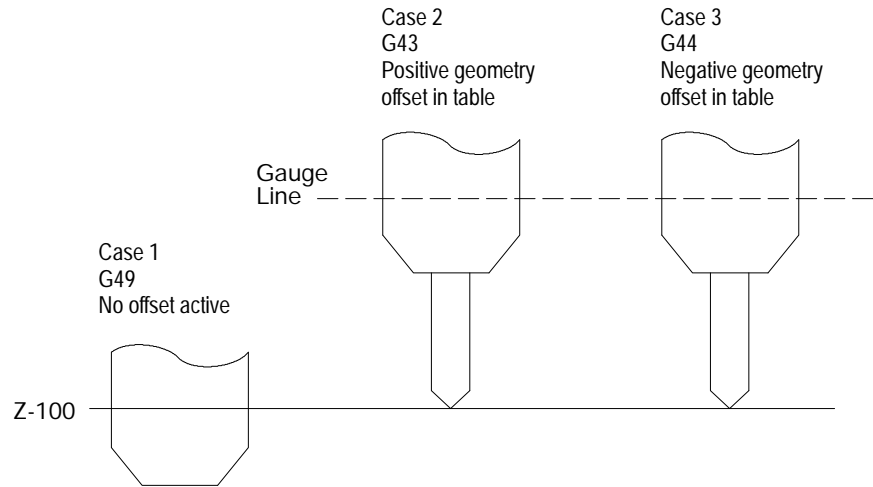 Case 2
G43
Positive geometry
offset in table
Case 3
G44
Negative geometry
offset in table
Gauge
Line
Case 1
G49
No offset active
Z-100